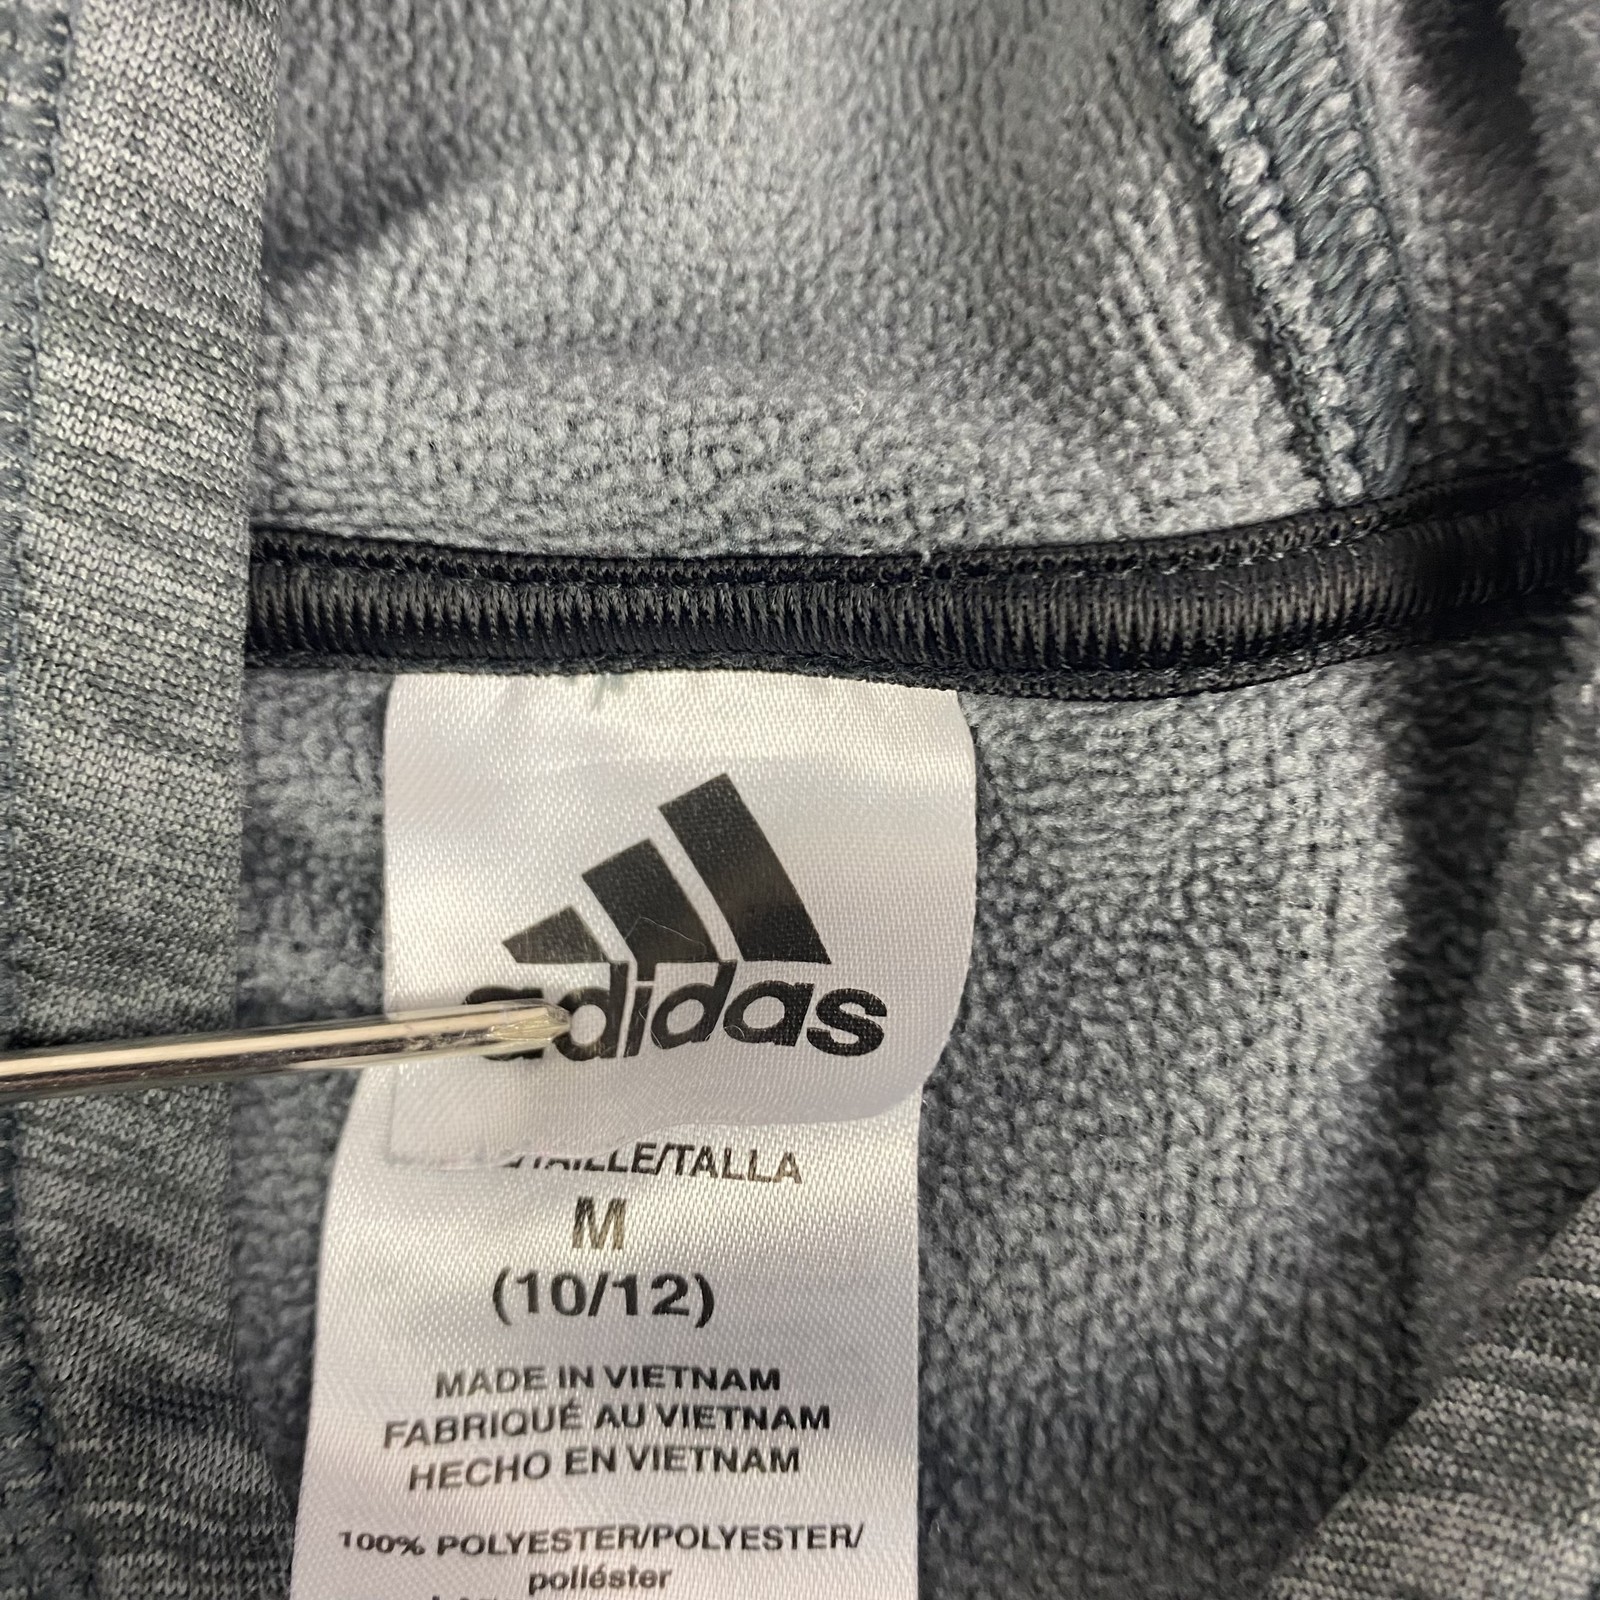 adidas
TAILLE/TALLA
M
(10/12)
MADE IN VIETNAM
FABRIQUÉ AU VIETNAM
HECHO EN VIETNAM
100% POLYESTER/POLYESTER/
poliéster